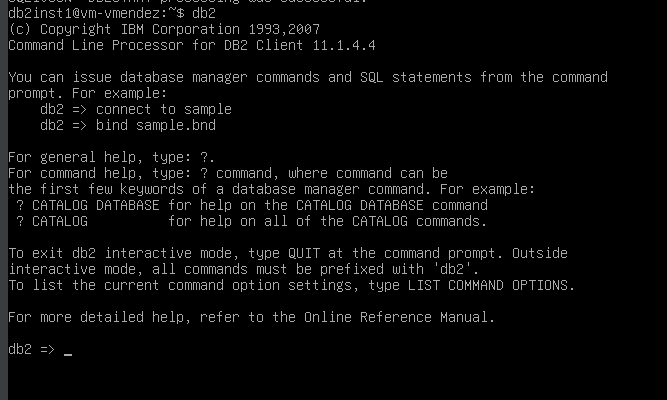 db2inst1@vm-vmendez:~$ db2
(c) Copyright IBM Corporation 1993,2007
Command Line Processor for DB2 Client 11.1.4.4

You can issue database manager commands and SQL statements from the command
prompt. For example:
    db2 => connect to sample
    db2 => bind sample.bnd

For general help, type: ?.
For command help, type: ? command, where command can be
the first few keywords of a database manager command. For example:
 ? CATALOG DATABASE for help on the CATALOG DATABASE command
 ? CATALOG          for help on all of the CATALOG commands.

To exit db2 interactive mode, type QUIT at the command prompt. Outside
interactive mode, all commands must be prefixed with 'db2'.
To list the current command option settings, type LIST COMMAND OPTIONS.

For more detailed help, refer to the Online Reference Manual.

db2 => _